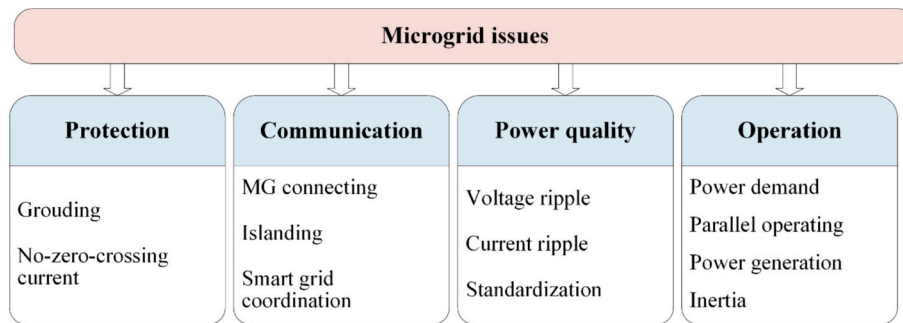 Microgrid issues
Protection
Grouding
No-zero-crossing
current
Communication
MG connecting
Islanding
Smart grid
coordination
Power quality
Voltage ripple
Current ripple
Standardization
Operation
Power demand
Parallel operating
Power generation
Inertia